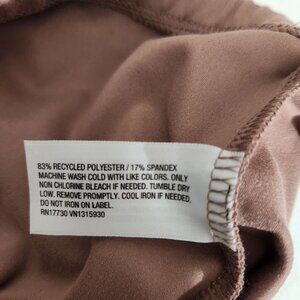 83% RECYCLED POLYESTER / 17% SPANDEX
MACHINE WASH COLD WITH LIKE COLORS. ONLY
NON CHLORINE BLEACH IF NEEDED. TUMBLE DRY
LOW. REMOVE PROMPTLY. COOL IRON IF NEEDED.
DO NOT IRON ON LABEL.
RN17730 VN1315930